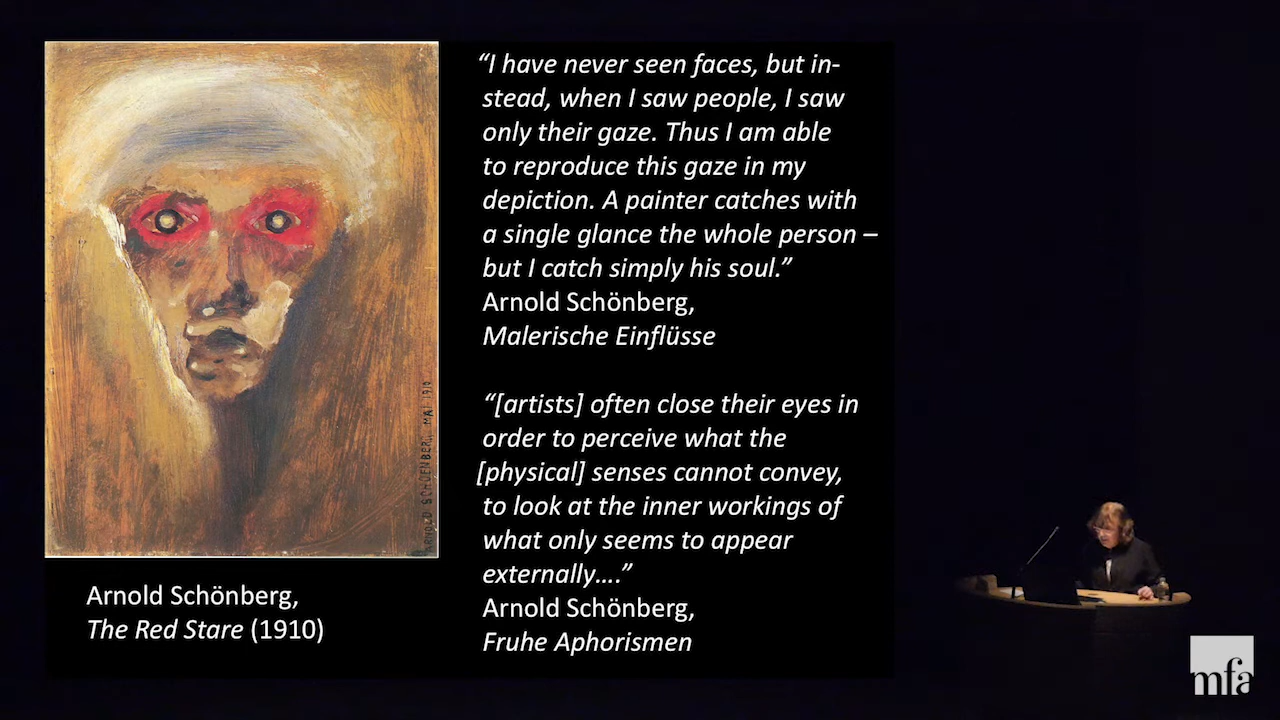 “I have never seen faces, but in-
stead, when I saw people, I saw
only their gaze. Thus I am able
to reproduce this gaze in my
depiction. A painter catches with
a single glance the whole person –
but I catch simply his soul.”
Arnold Schönberg,
Malerische Einflüsse
“[artists] often close their eyes in
order to perceive what the
[physical] senses cannot convey,
to look at the inner workings of
what only seems to appear
externally….”
Arnold Schönberg,
Fruhe Aphorismen
ARNOLD SCHOENBERG, MAI 1910
Arnold Schönberg,
The Red Stare (1910)
mfa